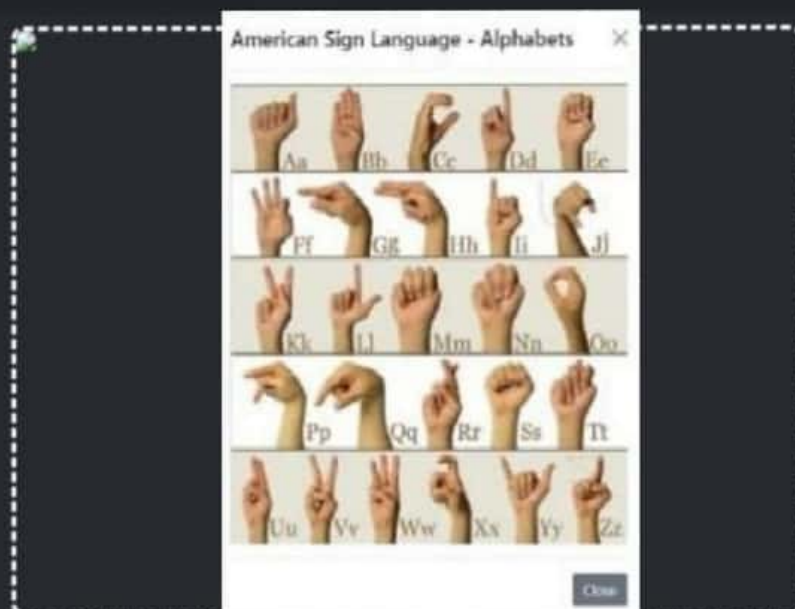 American Sign Language - Alphabets
Aa Bb Cc Dd Ee
Ff Gg Hh Ii Jj
Kk Ll Mm Nn Oo
Pp Qq Rr Ss Tt
Uu Vv Ww Xx Yy Zz
Close